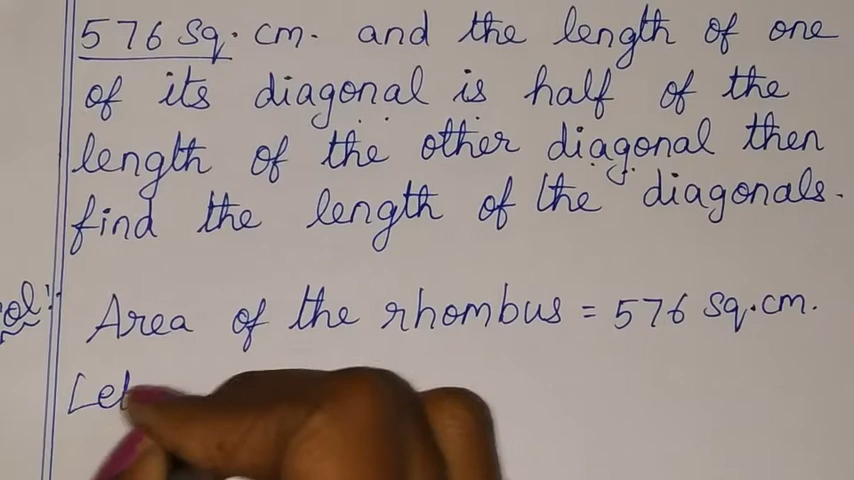 576 Sq. cm. and the length of one
of its diagonal is half of the
length of the other diagonal then
find the length of the diagonals.
Area of the rhombus = 576 Sq.cm.